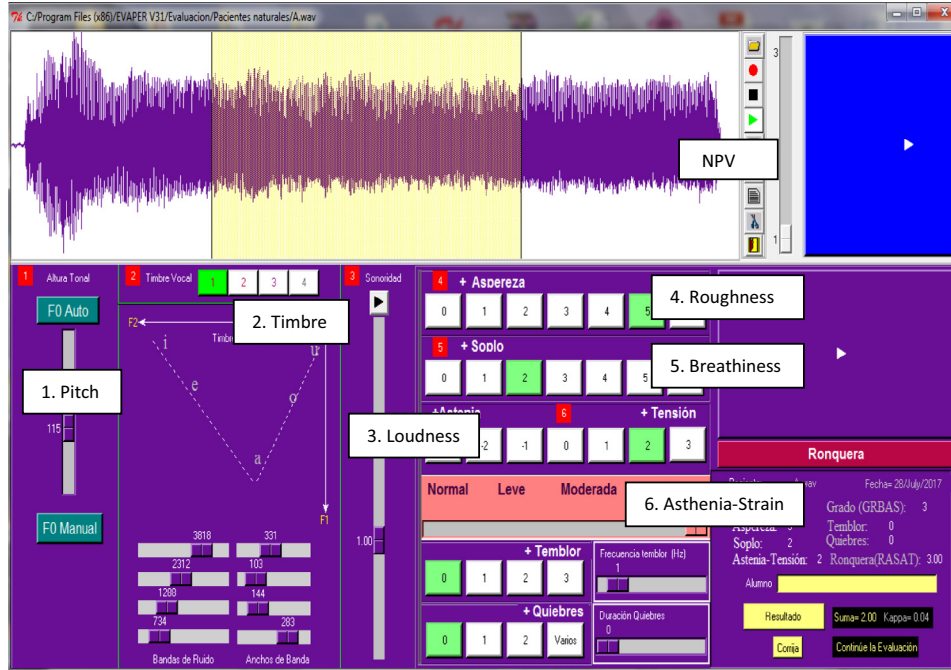 C:/Program Files (x86)/EVAPER V31/Evaluacion/Pacientes naturales/A.wav
3
NPV
1
1 Altura Tonal
2 Timbre Vocal 1 2 3 4
3 Sonoridad
4 + Aspereza
F0 Auto
0 1 2 3 4 5
4. Roughness
F2
2. Timbre
i
u
5 + Soplo
e
0 1 2 3 4 5
5. Breathiness
1. Pitch
o
6 + Tensión
115
3. Loudness
-2 -1 0 1 2 3
a
Ronquera
Normal Leve Moderada
6. Asthenia-Strain
Fecha= 28/July/2017
Grado (GRBAS): 3
F0 Manual
F1
Temblor: 0
3818 331
1.00
Soplo: 2 Quiebres: 0
+ Temblor
Frecuencia temblor (Hz)
Astenia-Tensión: 2 Ronquera(RASAT): 3.00
2312 103
0 1 2 3
1
Alumno
1288 144
+ Quiebres
Duración Quiebres
Resultado Suma= 2.00 Kappa= 0.04
734 283
0 1 2 Varios
0
Corrija Continúe la Evaluación
Bandas de Ruido Anchos de Banda